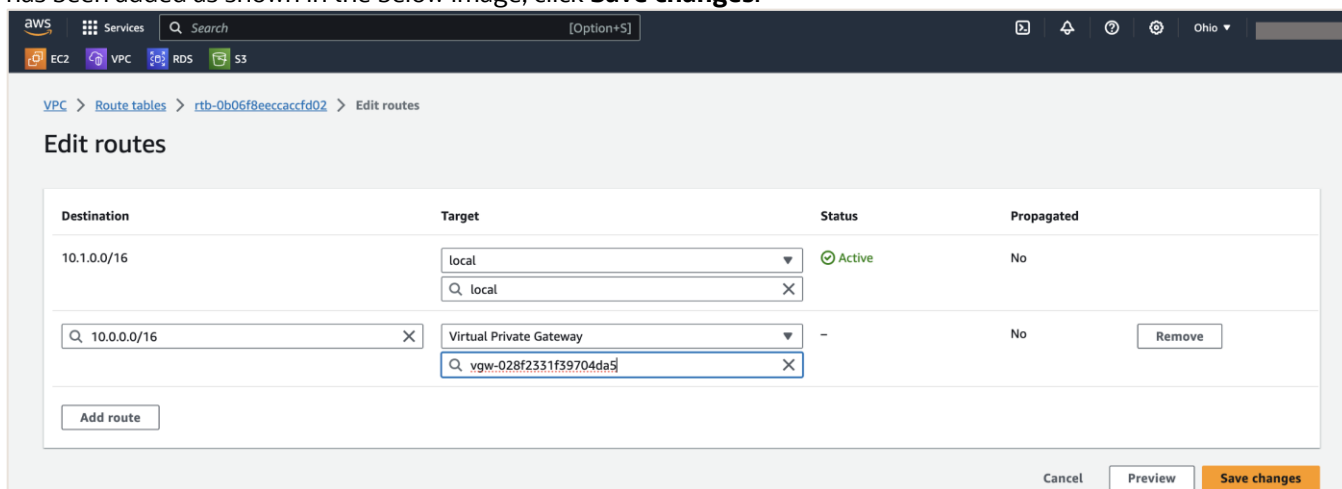 has been added as shown in the below image, click Save changes.
aws Services Search [Option+S] Ohio
EC2 VPC RDS S3
VPC > Route tables > rtb-0b06f8eeccaccfd02 > Edit routes
Edit routes
Destination Target Status Propagated
10.1.0.0/16 local Active No
local
10.0.0.0/16 Virtual Private Gateway – No Remove
vgw-028f2331f39704da5
Add route
Cancel Preview Save changes